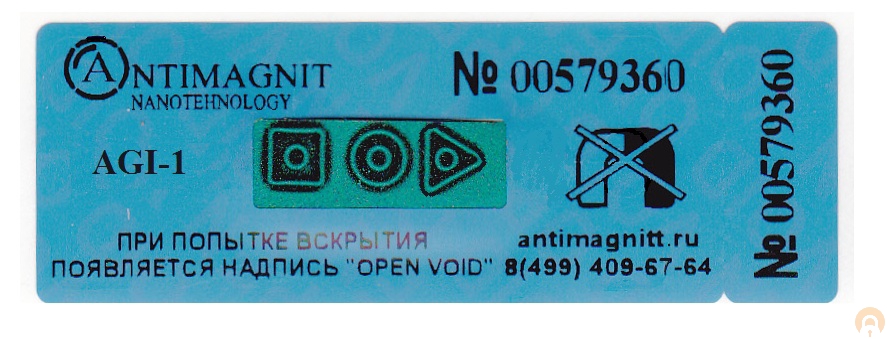 ANTIMAGNIT
NANOTEHNOLOGY
№ 00579360
AGI-1
ПРИ ПОПЫТКЕ ВСКРЫТИЯ
ПОЯВЛЯЕТСЯ НАДПИСЬ "OPEN VOID"
antimagnitt.ru
8(499) 409-67-64
№ 00579360